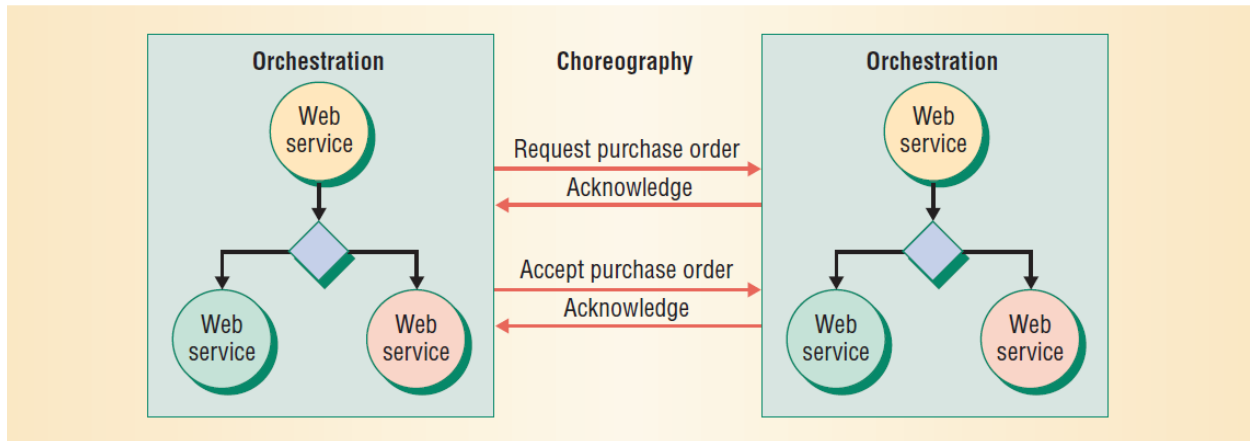 Orchestration
Web
service
Web
service
Web
service
Choreography
Request purchase order
Acknowledge
Accept purchase order
Acknowledge
Orchestration
Web
service
Web
service
Web
service